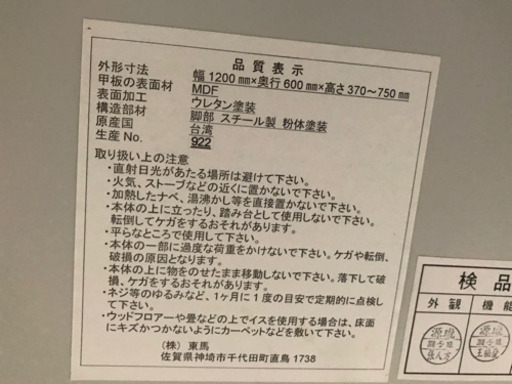 品質表示
外形寸法 幅1200㎜×奥行600㎜×高さ370～750㎜
甲板の表面材 MDF
表面加工 ウレタン塗装
構造部材 脚部 スチール製 粉体塗装
原産国 台湾
生産No. 922
取り扱い上の注意
・直射日光があたる場所は避けて下さい。
・火気、ストーブなどの近くに置かないで下さい。
・加熱したナベ、湯沸かし等を直接置かないで下さい。
・本体の上に立ったり、踏み台として使用しないで下さい。
転倒してケガをするおそれがあります。
・平らなところで使用して下さい。
・本体の一部に過度な荷重をかけないで下さい。ケガや転倒、
破損の原因となります。
・本体の上に物をのせたまま移動しないで下さい。落下して破
損、ケガをするおそれがあります。
・ネジ等のゆるみなど、1ヶ月に1度の目安で定期的に点検し
て下さい。
・ウッドフロアーや畳などの上でイスを使用する場合は、床面
にキズかつかないようにカーペットなどを敷いて下さい。
(株)東馬
佐賀県神埼市千代田町直鳥1738
検品
外観 機能